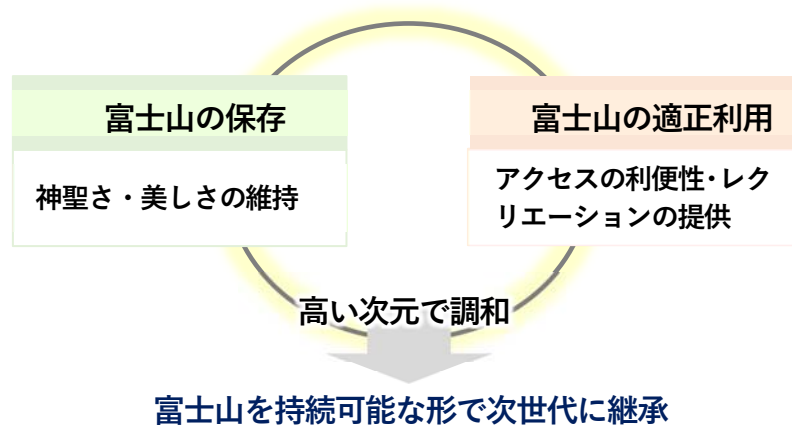 富士山の保存
神聖さ・美しさの維持
富士山の適正利用
アクセスの利便性・レク
リエーションの提供
高い次元で調和
富士山を持続可能な形で次世代に継承